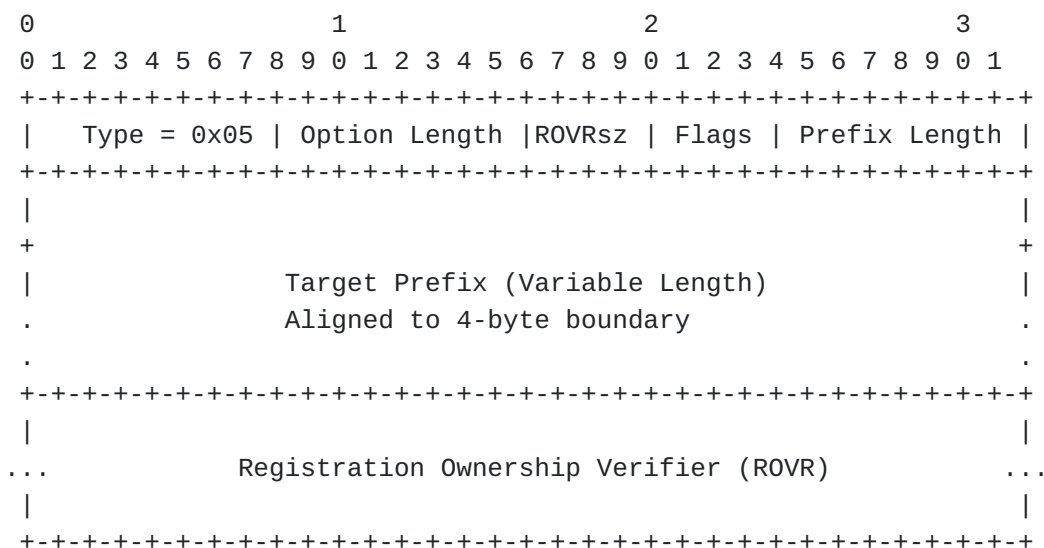 0                   1                   2                   3
0 1 2 3 4 5 6 7 8 9 0 1 2 3 4 5 6 7 8 9 0 1 2 3 4 5 6 7 8 9 0 1
+-+-+-+-+-+-+-+-+-+-+-+-+-+-+-+-+-+-+-+-+-+-+-+-+-+-+-+-+-+-+-+-+
|   Type = 0x05 | Option Length |ROVRsz | Flags | Prefix Length |
+-+-+-+-+-+-+-+-+-+-+-+-+-+-+-+-+-+-+-+-+-+-+-+-+-+-+-+-+-+-+-+-+
|                                                               |
+                                                               +
|                Target Prefix (Variable Length)                |
.                Aligned to 4-byte boundary                     .
.                                                               .
+-+-+-+-+-+-+-+-+-+-+-+-+-+-+-+-+-+-+-+-+-+-+-+-+-+-+-+-+-+-+-+-+
|                                                               |
...            Registration Ownership Verifier (ROVR)           ...
|                                                               |
+-+-+-+-+-+-+-+-+-+-+-+-+-+-+-+-+-+-+-+-+-+-+-+-+-+-+-+-+-+-+-+-+